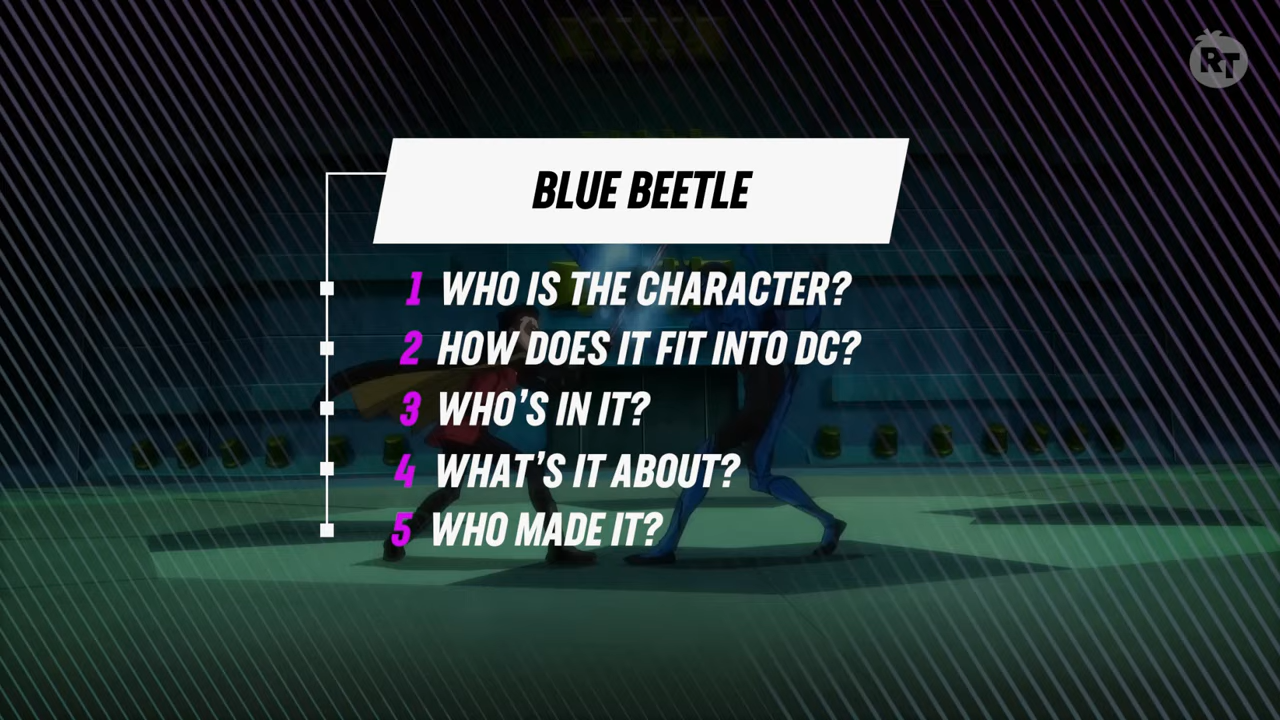 RT
BLUE BEETLE
1 WHO IS THE CHARACTER?
2 HOW DOES IT FIT INTO DC?
3 WHO'S IN IT?
4 WHAT'S IT ABOUT?
5 WHO MADE IT?